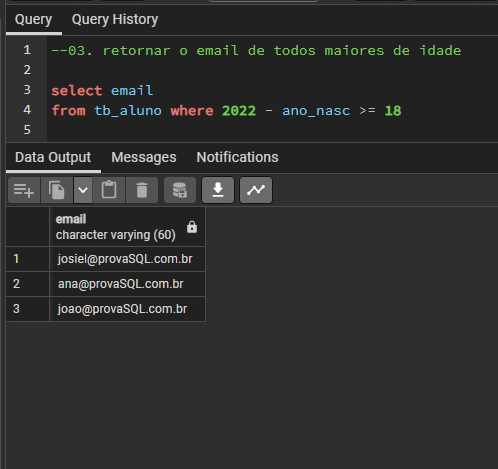 Query Query History
1 --03. retornar o email de todos maiores de idade
2
3 select email
4 from tb_aluno where 2022 - ano_nasc >= 18
5
Data Output Messages Notifications
email
character varying (60)
1 josiel@provaSQL.com.br
2 ana@provaSQL.com.br
3 joao@provaSQL.com.br